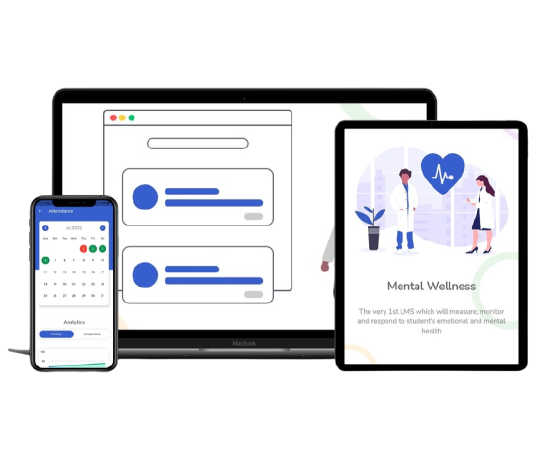 Attendance
Jul 2021
Sun Mon Tue Wed Thu Fri Sat
1 2 3
4 5 6 7 8 9 10
11 12 13 14 15 16 17
18 19 20 21 22 23 24
25 26 27 28 29 30 31
Analytics
100
MacBook
Mental Wellness
The very 1st LMS which will measure, monitor
and respond to student's emotional and mental
health